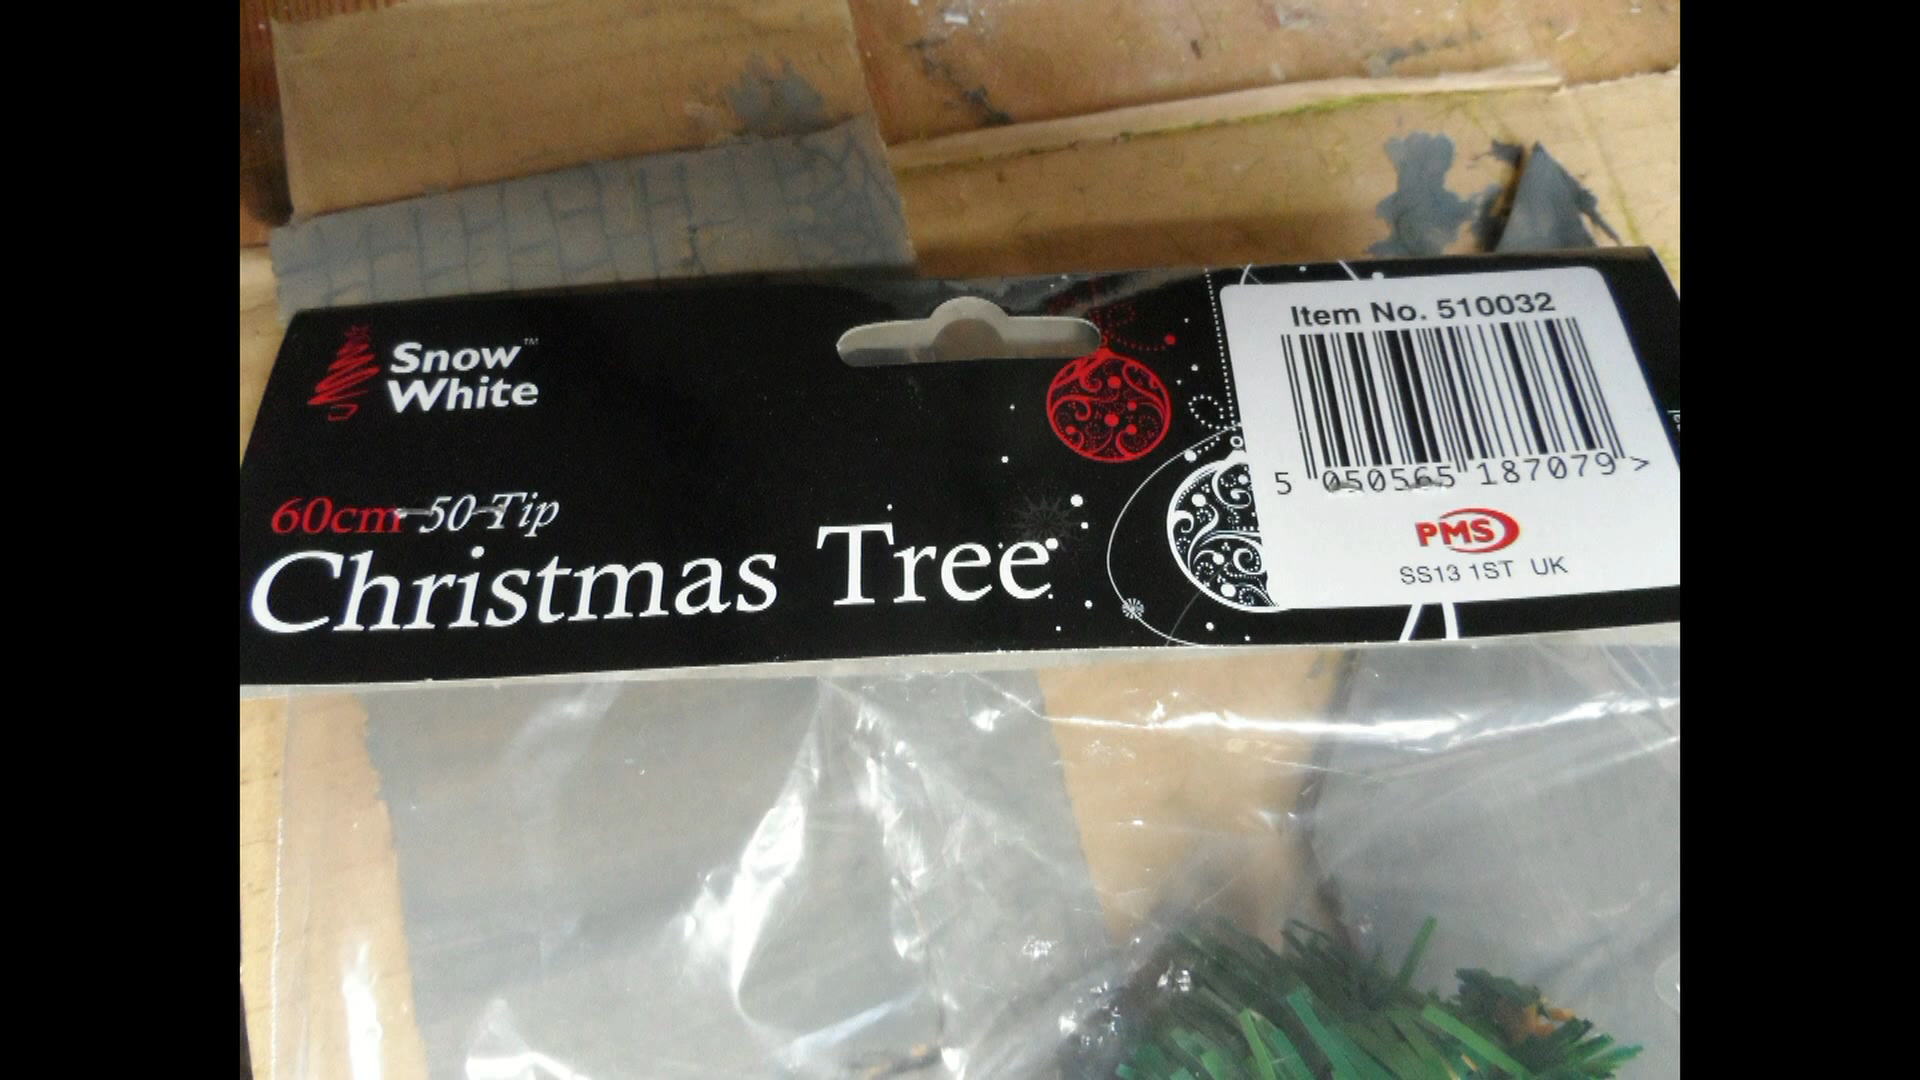 Snow™
White
60cm 50-Tip
Christmas Tree
Item No. 510032
5 050565 187079 >
PMS
SS13 1ST UK